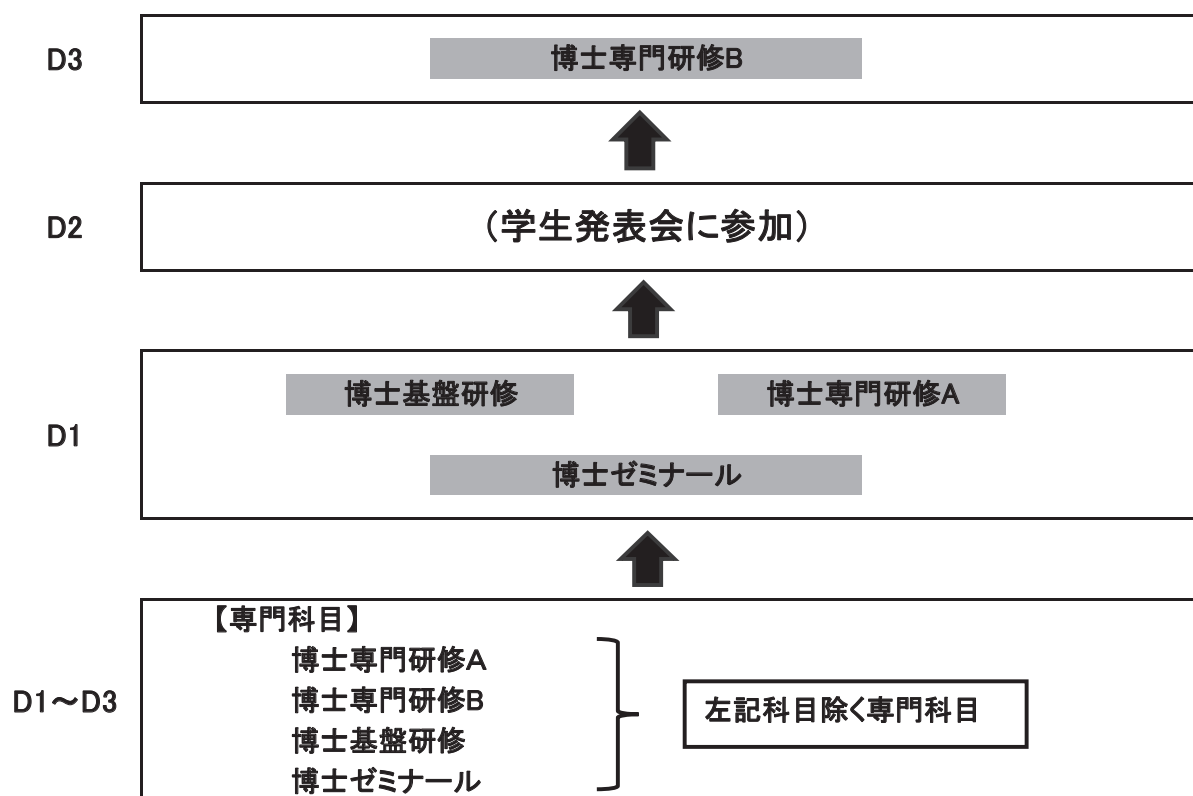 D3
博士専門研修B
D2
（学生発表会に参加）
D1
博士基盤研修
博士専門研修A
博士ゼミナール
D1～D3
【専門科目】
博士専門研修A
博士専門研修B
博士基盤研修
博士ゼミナール
左記科目除く専門科目